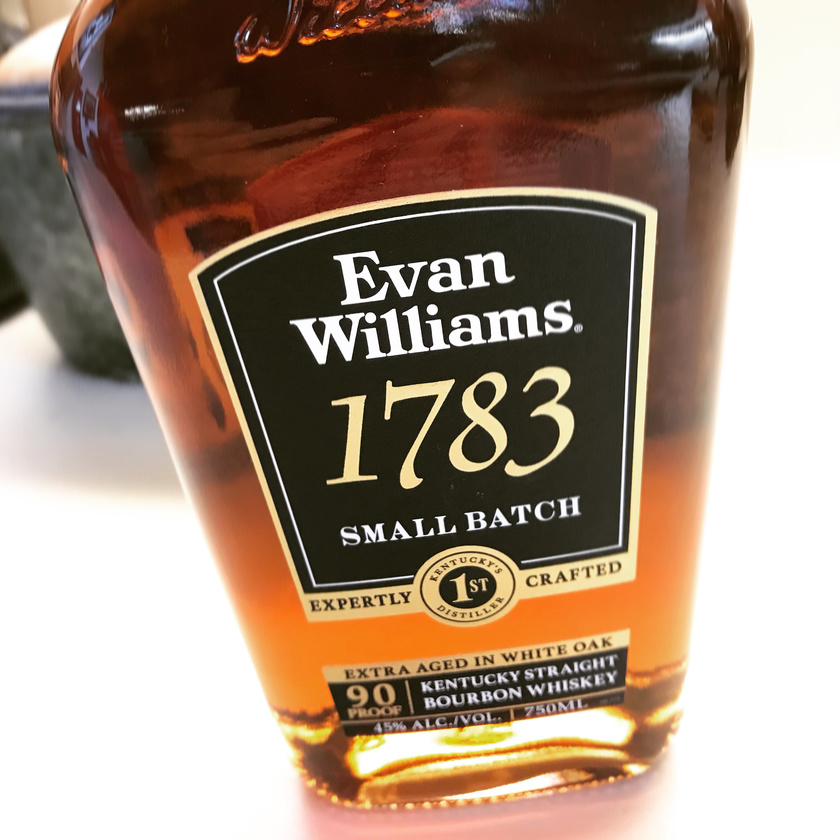 Evan
Williams®
1783
SMALL BATCH
EXPERTLY
KENTUCKY'S
1ST
DISTILLER
CRAFTED
EXTRA AGED IN WHITE OAK
90
PROOF
KENTUCKY STRAIGHT
BOURBON WHISKEY
45% ALC./VOL. | 750ML